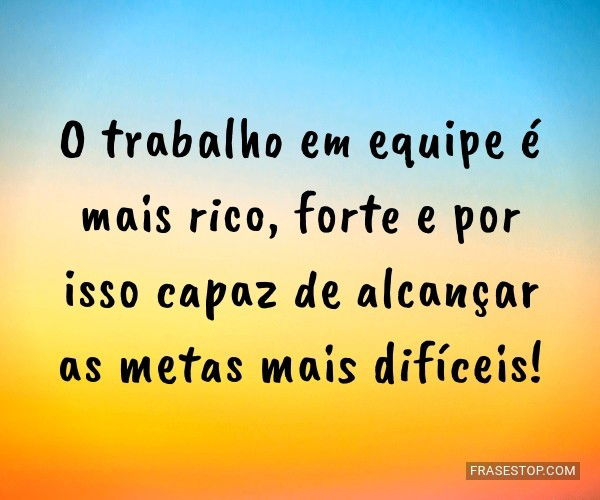 O trabalho em equipe é
mais rico, forte e por
isso capaz de alcançar
as metas mais difíceis!
FRASESTOP.COM